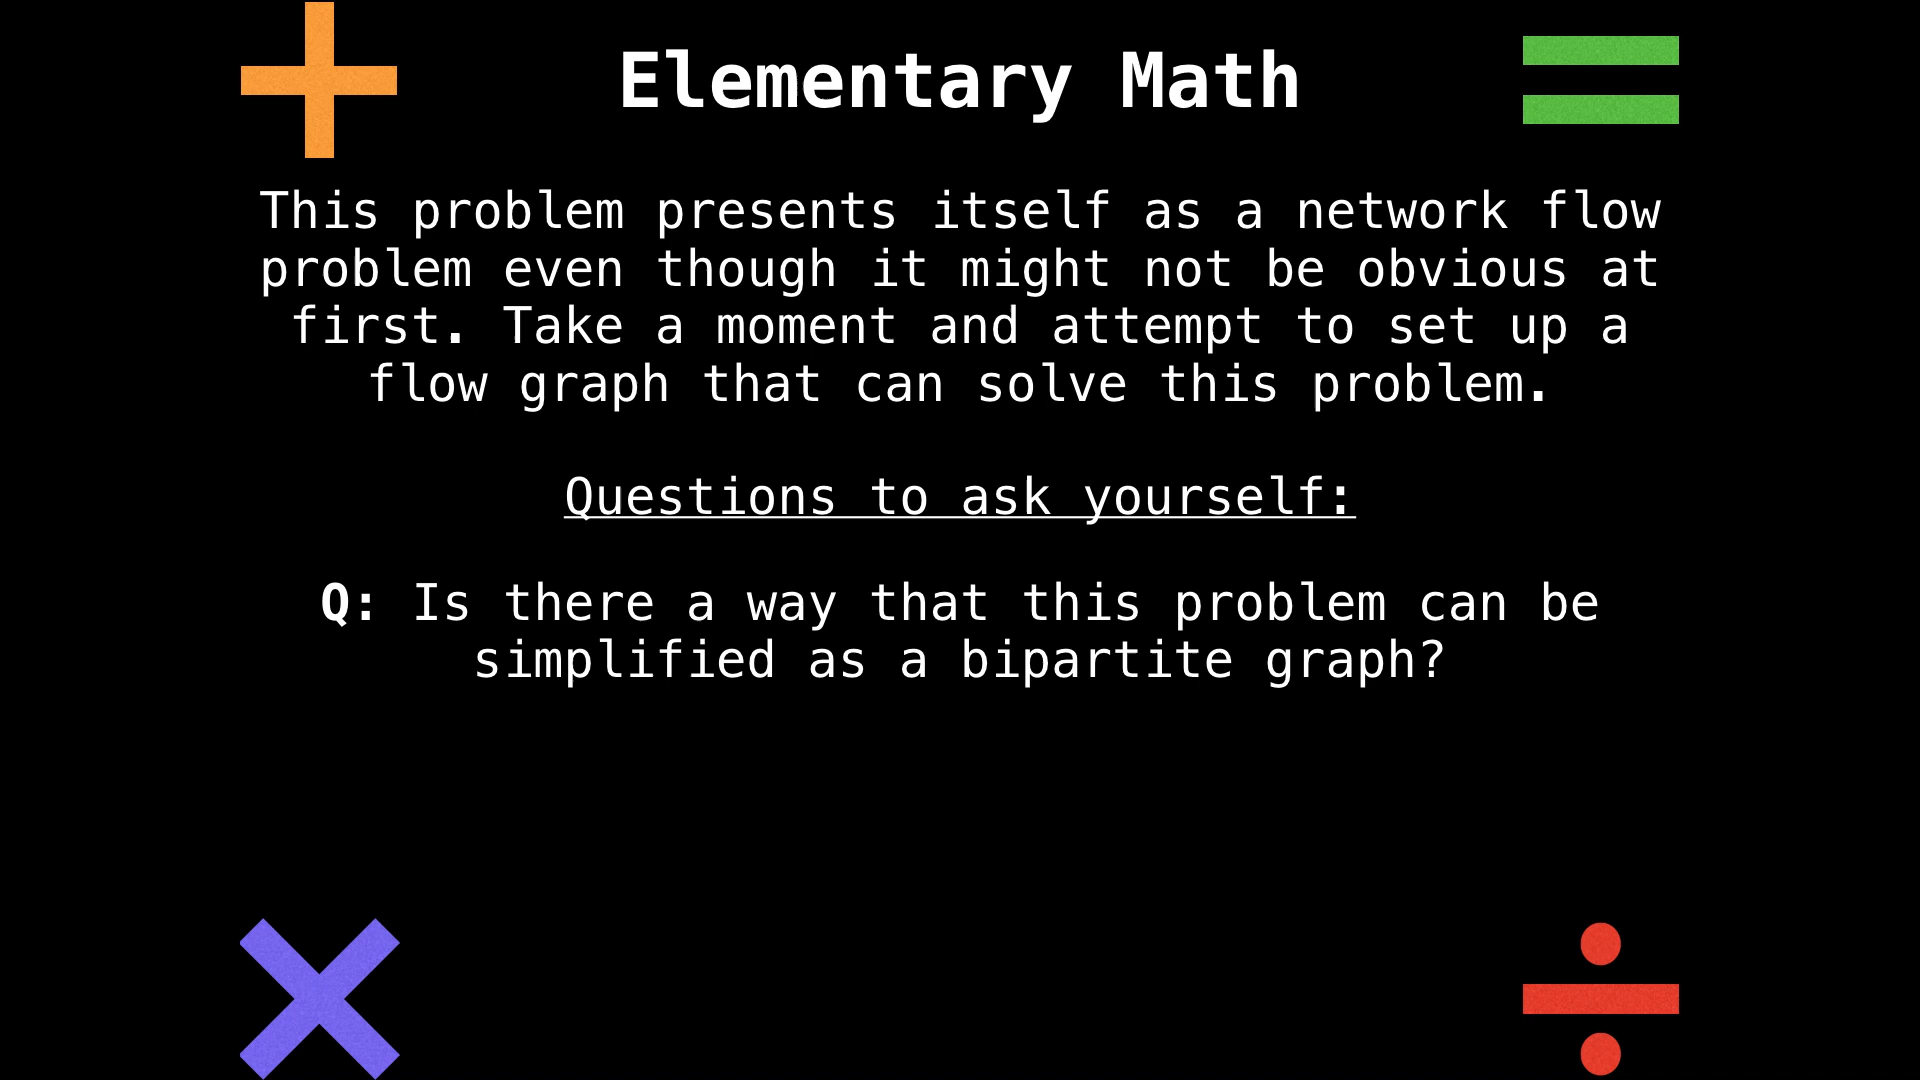 Elementary Math
This problem presents itself as a network flow
problem even though it might not be obvious at
first. Take a moment and attempt to set up a
flow graph that can solve this problem.
Questions to ask yourself:
Q: Is there a way that this problem can be
simplified as a bipartite graph?